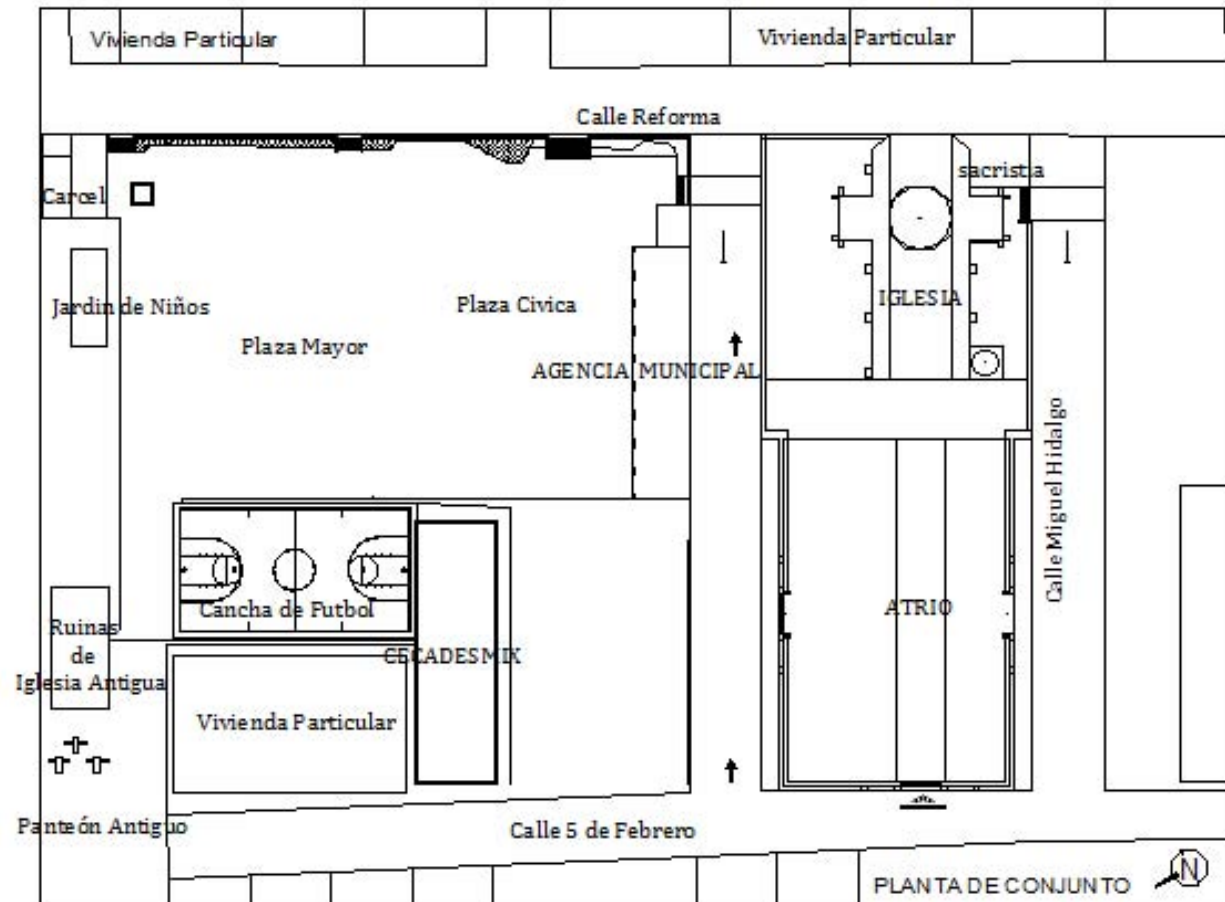 Vivienda Particular
Vivienda Particular
Calle Reforma
Carcel
sacristia
Jardin de Niños
Plaza Civica
IGLESIA
Plaza Mayor
AGENCIA MUNICIPAL
Calle Miguel Hidalgo
Cancha de Futbol
ATRIO
Ruinas
de
Iglesia Antigua
CECADESMIX
Vivienda Particular
Panteón Antiguo
Calle 5 de Febrero
PLANTA DE CONJUNTO
N